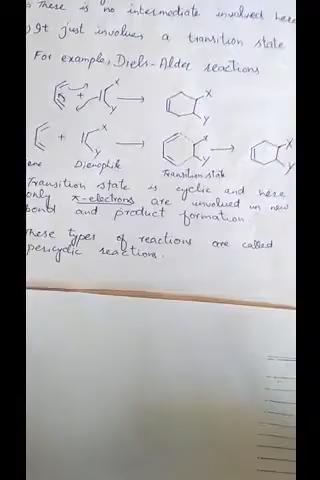 There is no intermediate involved here
) It just involves a transition state
For example, Diels-Alder reactions
+ X Y X Y
+ X Y X Y X Y
ene Dienophile Transition state
Transition state is cyclic and here
only π-electrons are unvolved in new
bond and product formation.
these types of reactions are called
pericyclic reactions.